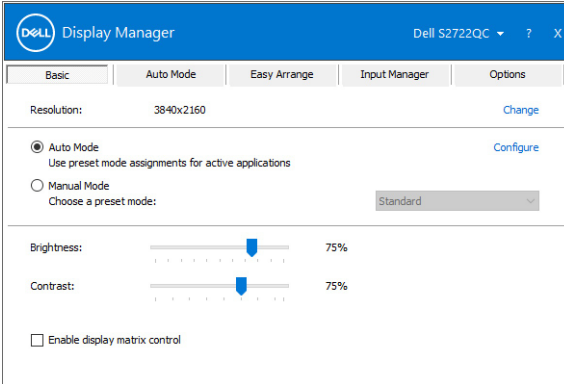 DELL Display Manager Dell S2722QC ? X
Basic Auto Mode Easy Arrange Input Manager Options
Resolution: 3840x2160 Change
Auto Mode Configure
Use preset mode assignments for active applications
Manual Mode
Choose a preset mode: Standard
Brightness: 75%
Contrast: 75%
Enable display matrix control